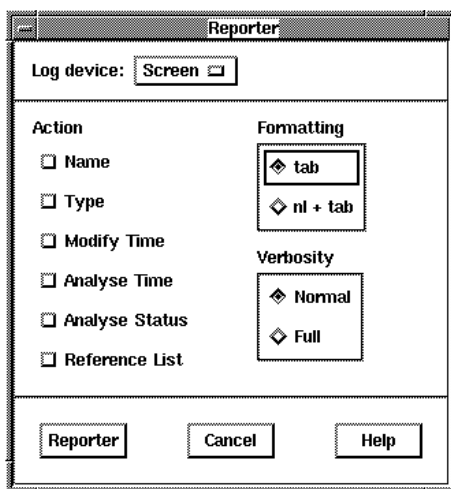 Reporter
Log device: Screen
Action
Name
Type
Modify Time
Analyse Time
Analyse Status
Reference List
Formatting
tab
nl + tab
Verbosity
Normal
Full
Reporter Cancel Help